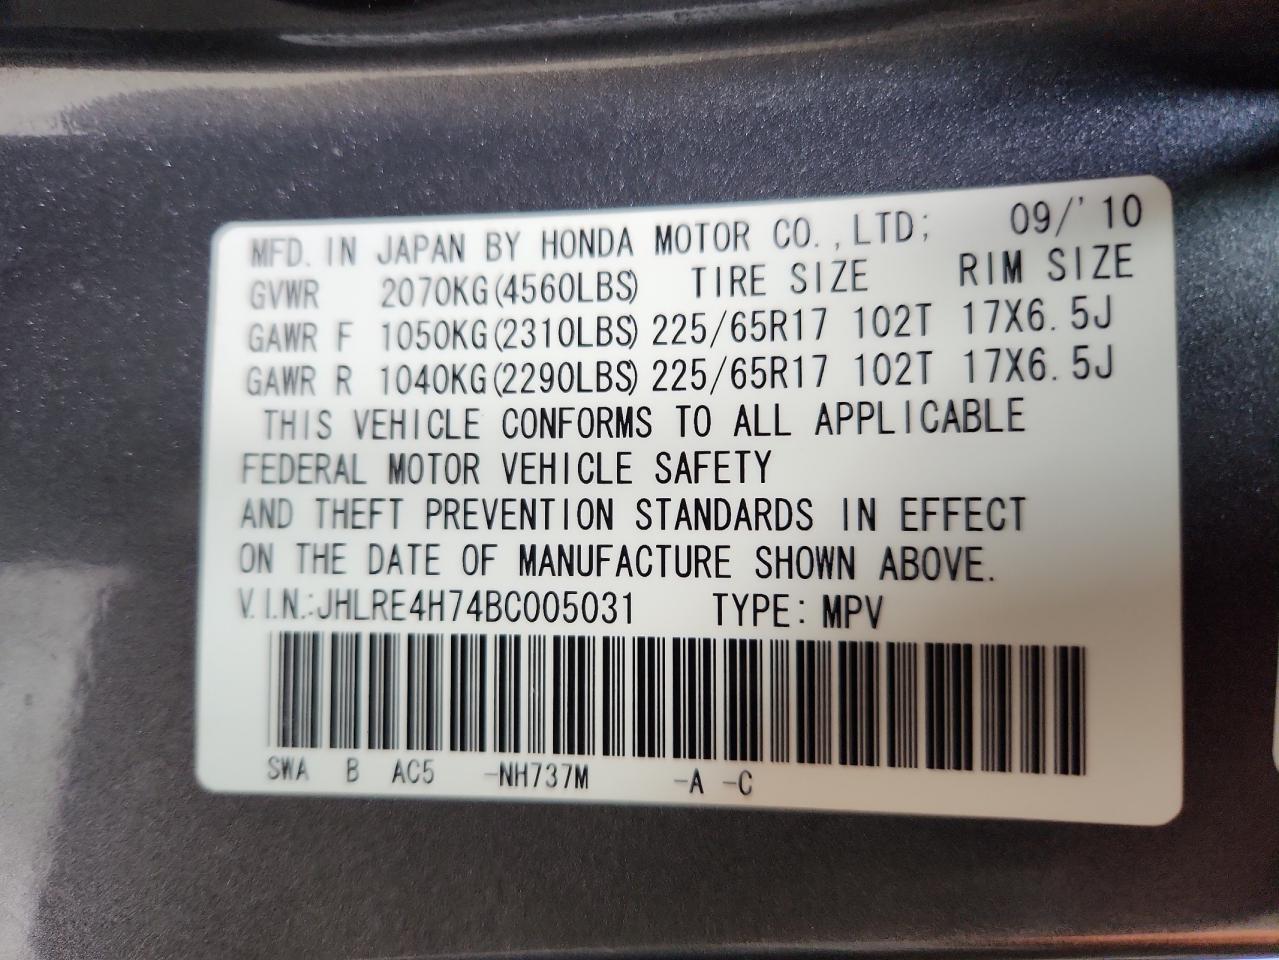 MFD. IN JAPAN BY HONDA MOTOR CO.,LTD; 09/'10
GVWR 2070KG(4560LBS) TIRE SIZE RIM SIZE
GAWR F 1050KG(2310LBS) 225/65R17 102T 17X6.5J
GAWR R 1040KG(2290LBS) 225/65R17 102T 17X6.5J
THIS VEHICLE CONFORMS TO ALL APPLICABLE
FEDERAL MOTOR VEHICLE SAFETY
AND THEFT PREVENTION STANDARDS IN EFFECT
ON THE DATE OF MANUFACTURE SHOWN ABOVE.
V.I.N.:JHLRE4H74BC005031 TYPE: MPV
SWA B AC5 -NH737M -A -C